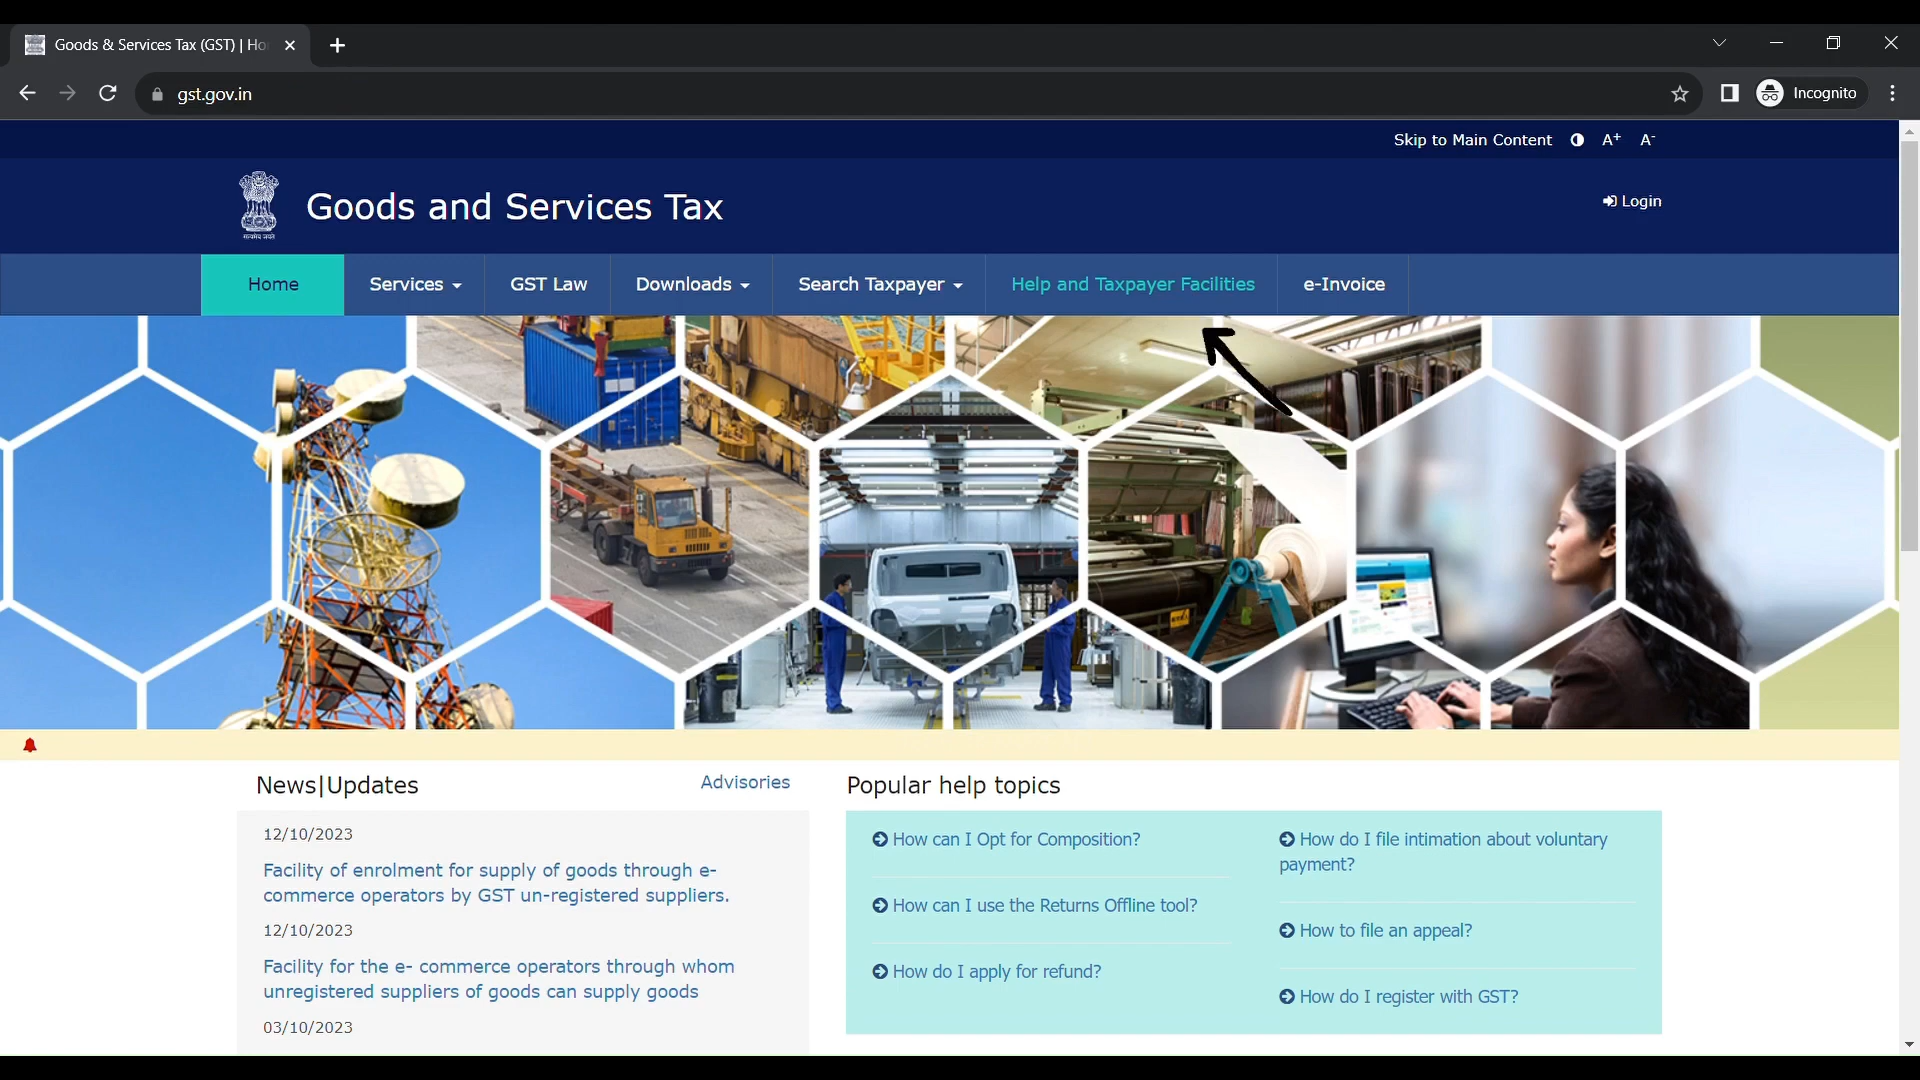 Goods & Services Tax (GST) | Ho
gst.gov.in
Incognito
Skip to Main Content A+ A-
सत्यमेव जयते
Goods and Services Tax
Login
Home Services GST Law Downloads Search Taxpayer Help and Taxpayer Facilities e-Invoice
News|Updates
Advisories
12/10/2023
Facility of enrolment for supply of goods through e-
commerce operators by GST un-registered suppliers.
12/10/2023
Facility for the e- commerce operators through whom
unregistered suppliers of goods can supply goods
03/10/2023
Popular help topics
How can I Opt for Composition?
How can I use the Returns Offline tool?
How do I apply for refund?
How do I file intimation about voluntary
payment?
How to file an appeal?
How do I register with GST?